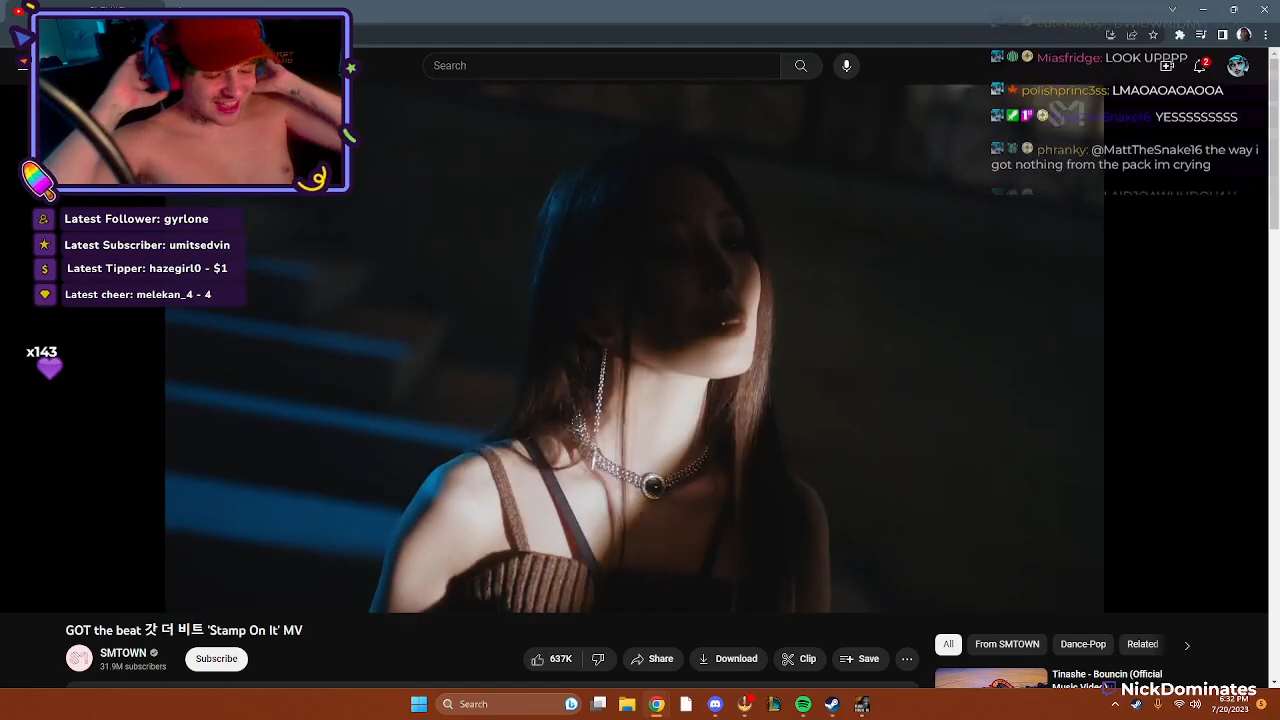 Search
2
Miasfridge: LOOK UPPPP
polishprinc3ss: LMAOAOAOAOOA
YESSSSSSSSS
phranky: @MattTheSnake16 the way i
got nothing from the pack im crying
Latest Follower: gyrlone
Latest Subscriber: umitsedvin
Latest Tipper: hazegirl0 - $1
Latest cheer: melekan_4 - 4
x143
GOT the beat 갓 더 비트 'Stamp On It' MV
SMTOWN
31.9M subscribers
Subscribe
637K
Share
Download
Clip
Save
All
From SMTOWN
Dance-Pop
Related
Tinashe - Bouncin (Official
NickDominates
Search
6:32 PM
7/20/2023